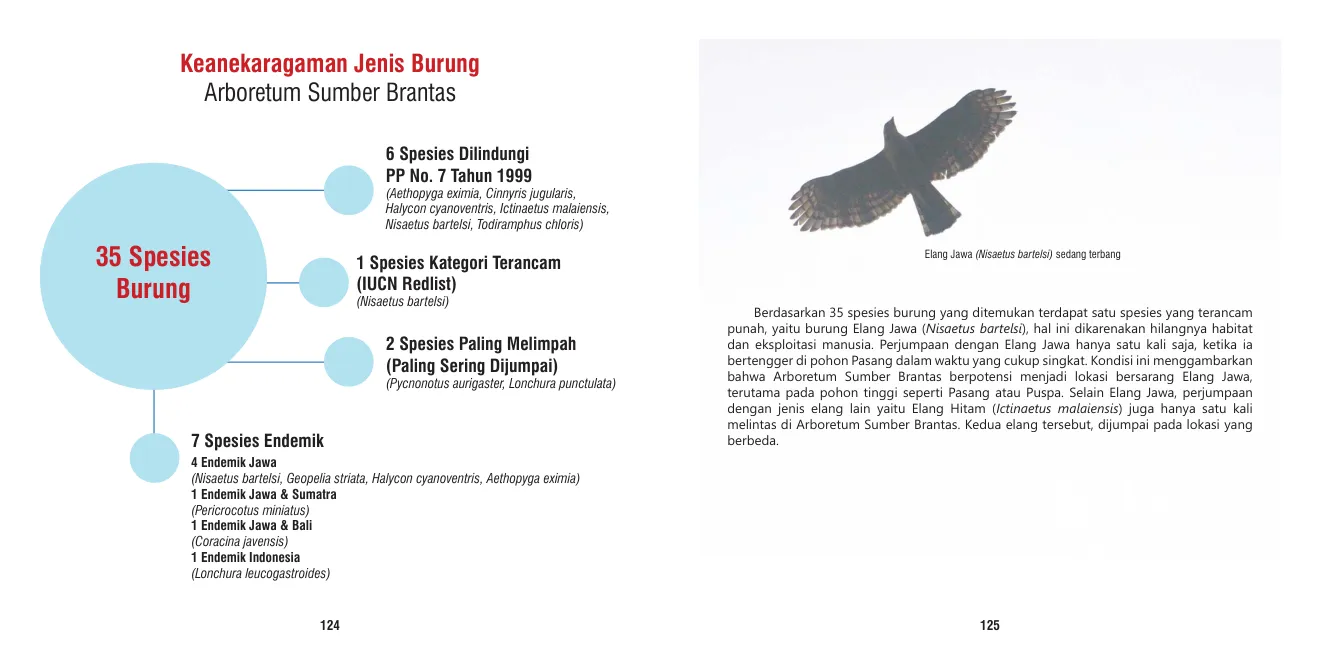 Keanekaragaman Jenis Burung
Arboretum Sumber Brantas
35 Spesies
Burung
6 Spesies Dilindungi
PP No. 7 Tahun 1999
(Aethopyga eximia, Cinnyris jugularis,
Halycon cyanoventris, Ictinaetus malaiensis,
Nisaetus bartelsi, Todiramphus chloris)
1 Spesies Kategori Terancam
(IUCN Redlist)
(Nisaetus bartelsi)
2 Spesies Paling Melimpah
(Paling Sering Dijumpai)
(Pycnonotus aurigaster, Lonchura punctulata)
7 Spesies Endemik
4 Endemik Jawa
(Nisaetus bartelsi, Geopelia striata, Halycon cyanoventris, Aethopyga eximia)
1 Endemik Jawa & Sumatra
(Pericrocotus miniatus)
1 Endemik Jawa & Bali
(Coracina javensis)
1 Endemik Indonesia
(Lonchura leucogastroides)
124
Elang Jawa (Nisaetus bartelsi) sedang terbang
Berdasarkan 35 spesies burung yang ditemukan terdapat satu spesies yang terancam
punah, yaitu burung Elang Jawa (Nisaetus bartelsi), hal ini dikarenakan hilangnya habitat
dan eksploitasi manusia. Perjumpaan dengan Elang Jawa hanya satu kali saja, ketika ia
bertengger di pohon Pasang dalam waktu yang cukup singkat. Kondisi ini menggambarkan
bahwa Arboretum Sumber Brantas berpotensi menjadi lokasi bersarang Elang Jawa,
terutama pada pohon tinggi seperti Pasang atau Puspa. Selain Elang Jawa, perjumpaan
dengan jenis elang lain yaitu Elang Hitam (Ictinaetus malaiensis) juga hanya satu kali
melintas di Arboretum Sumber Brantas. Kedua elang tersebut, dijumpai pada lokasi yang
berbeda.
125